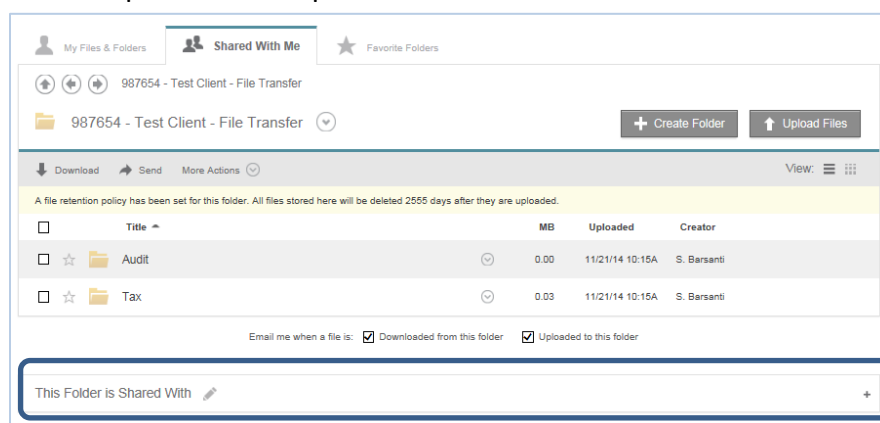 My Files & Folders Shared With Me Favorite Folders
987654 - Test Client - File Transfer
987654 - Test Client - File Transfer Create Folder Upload Files
Download Send More Actions View:
A file retention policy has been set for this folder. All files stored here will be deleted 2555 days after they are uploaded.
Title MB Uploaded Creator
Audit 0.00 11/21/14 10:15A S. Barsanti
Tax 0.03 11/21/14 10:15A S. Barsanti
Email me when a file is: Downloaded from this folder Uploaded to this folder
This Folder is Shared With +